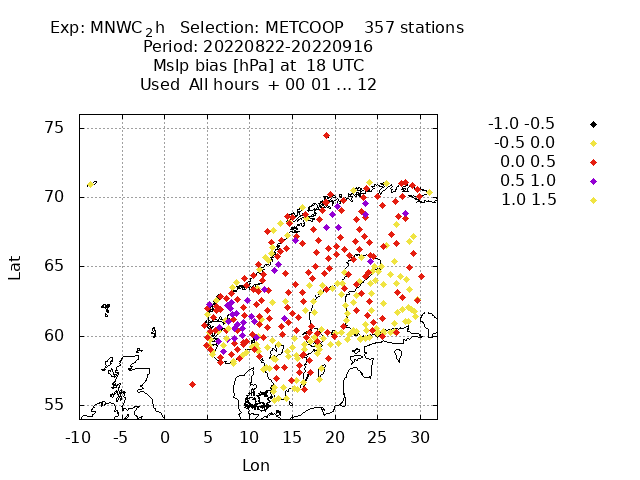 Exp: MNWC2h   Selection: METCOOP    357 stations
Period: 20220822-20220916
Mslp bias [hPa] at  18 UTC
Used  All hours  + 00 01 ... 12
-1.0 -0.5
-0.5 0.0
0.0 0.5
0.5 1.0
1.0 1.5
75
70
65
60
55
Lat
-10 -5 0 5 10 15 20 25 30
Lon